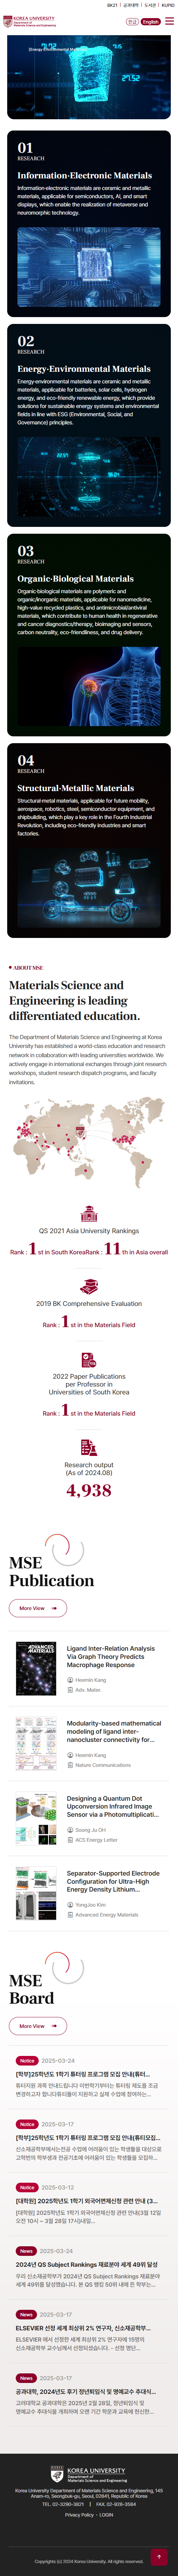 BK21 | 공과대학 | 도서관 | KUPID
KOREA UNIVERSITY
한글 English
01
RESEARCH
Information·Electronic Materials
Information·electronic materials are ceramic and metallic
materials, applicable for semiconductors, AI, and smart
displays, which enable the realization of metaverse and
neuromorphic technology.
02
RESEARCH
Energy·Environmental Materials
Energy·environmental materials are ceramic and metallic
materials, applicable for batteries, solar cells, hydrogen
energy, and eco-friendly renewable energy, which provide
solutions for sustainable energy systems and environmental
fields in line with ESG (Environmental, Social, and
Governance) principles.
03
RESEARCH
Organic·Biological Materials
Organic·biological materials are polymeric and
organic/inorganic materials, applicable for nanomedicine,
high-value recycled plastics, and antimicrobial/antiviral
materials, which contribute to human health in regenerative
and cancer diagnostics/therapy, bioimaging and sensors,
carbon neutrality, eco-friendliness, and drug delivery.
04
RESEARCH
Structural·Metallic Materials
Structural·metal materials, applicable for future mobility,
aerospace, robotics, steel, semiconductor equipment, and
shipbuilding, which play a key role in the Fourth Industrial
Revolution, including eco-friendly industries and smart
factories.
ABOUT MSE
Materials Science and
Engineering is leading
differentiated education.
The Department of Materials Science and Engineering at Korea
University has established a world-class education and research
network in collaboration with leading universities worldwide. We
actively engage in international exchanges through joint research
workshops, student research dispatch programs, and faculty
invitations.
QS 2021 Asia University Rankings
Rank : 1st in South Korea Rank : 11th in Asia overall
2019 BK Comprehensive Evaluation
Rank : 1st in the Materials Field
2022 Paper Publications
per Professor in
Universities of South Korea
Rank : 1st in the Materials Field
Research output
(As of 2024.08)
4,938
MSE
Publication
More View
ADVANCED MATERIALS
Ligand Inter-Relation Analysis
Via Graph Theory Predicts
Macrophage Response
Heemin Kang
Adv. Mater.
Modularity-based mathematical
modeling of ligand inter-
nanocluster connectivity for...
Heemin Kang
Nature Communications
Designing a Quantum Dot
Upconversion Infrared Image
Sensor via a Photomultiplicati...
Soong Ju OH
ACS Energy Letter
Separator-Supported Electrode
Configuration for Ultra-High
Energy Density Lithium...
YongJoo Kim
Advanced Energy Materials
MSE
Board
More View
Notice 2025-03-24
[학부]25학년도 1학기 튜터링 프로그램 모집 안내(튜터...
튜터지원 과목 안내드립니다 이번학기부터는 튜터링 제도를 조금
변경하고자 합니다튜티들이 지원하고 실제 수업에 참여하는...
Notice 2025-03-17
[학부]25학년도 1학기 튜터링 프로그램 모집 안내(튜티모집...
신소재공학부에서는전공 수업에 어려움이 있는 학생들을 대상으로
고학번의 학부생과 전공기초에 어려움이 있는 학생들을 모집하...
Notice 2025-03-12
[대학원] 2025학년도 1학기 외국어면제신청 관련 안내 (3...
[대학원] 2025학년도 1학기 외국어면제신청 관련 안내(3월 12일
오전 10시 ~ 3월 28일 17시)내일...
News 2025-03-24
2024년 QS Subject Rankings 재료분야 세계 49위 달성
우리 신소재공학부가 2024년 QS Subject Rankings 재료분야
세계 49위를 달성했습니다. 본 QS 랭킹 50위 내에 든 학부는...
News 2025-03-17
ELSEVIER 선정 세계 최상위 2% 연구자, 신소재공학부...
ELSEVIER 에서 선정한 세계 최상위 2% 연구자에 15명의
신소재공학부 교수님께서 선정되셨습니다. - 선정 명단...
News 2025-03-17
공과대학, 2024년도 후기 정년퇴임식 및 명예교수 추대식...
고려대학교 공과대학은 2025년 2월 28일, 정년퇴임식 및
명예교수 추대식을 개최하여 오랜 기간 학문과 교육에 헌신한...
KOREA UNIVERSITY
Department of Materials
Science & Engineering
Korea University Department of Materials Science and Engineering, 145
Anam-ro, Seongbuk-gu, Seoul, 02841, Republic of Korea
TEL. 02-3290-3821 | FAX. 02-928-3584
Privacy Policy · LOGIN
Copyrights (c) 2024 Korea University. All rights reserved.